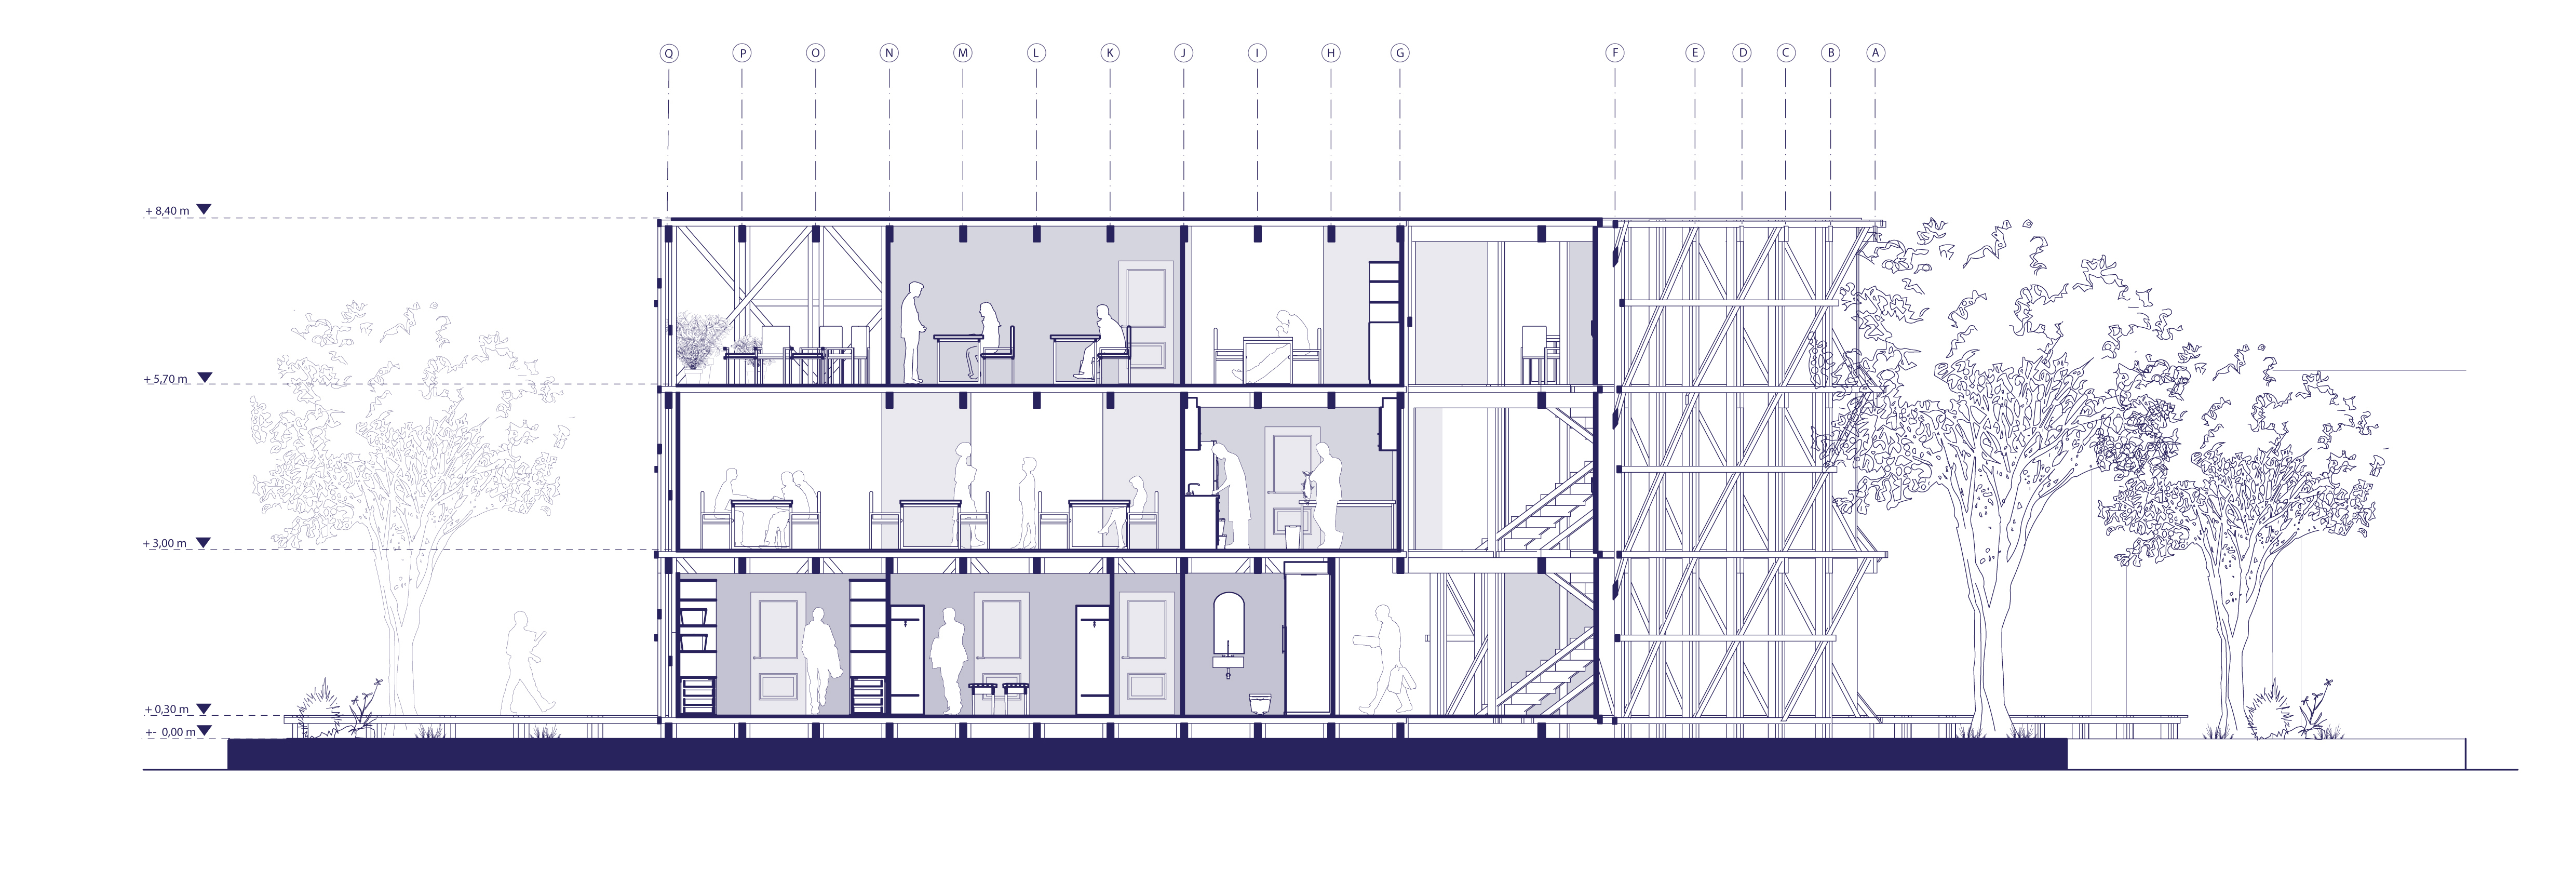 Q P O N M L K J I H G F E D C B A
+ 8,40 m
+ 5,70 m
+ 3,00 m
+ 0,30 m
+- 0,00 m